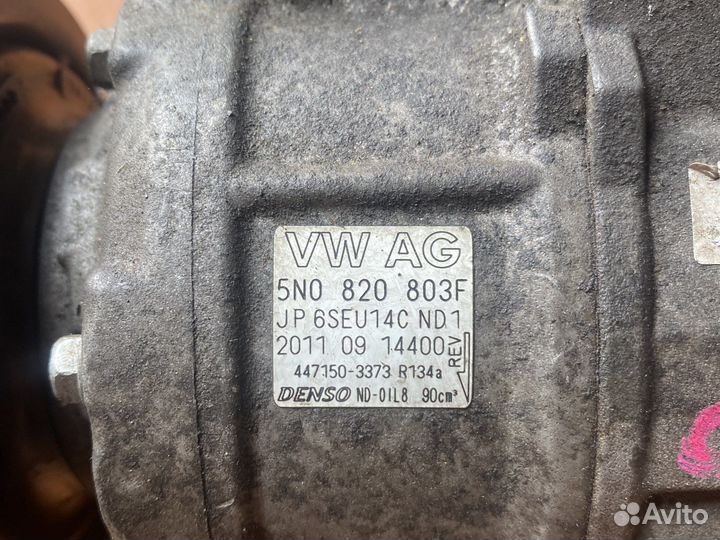 VW AG
5N0 820 803F
JP 6SEU14C ND1
2011 09 14400
REV
447150-3373 R134a
DENSO ND-OIL8 90cm³
Avito